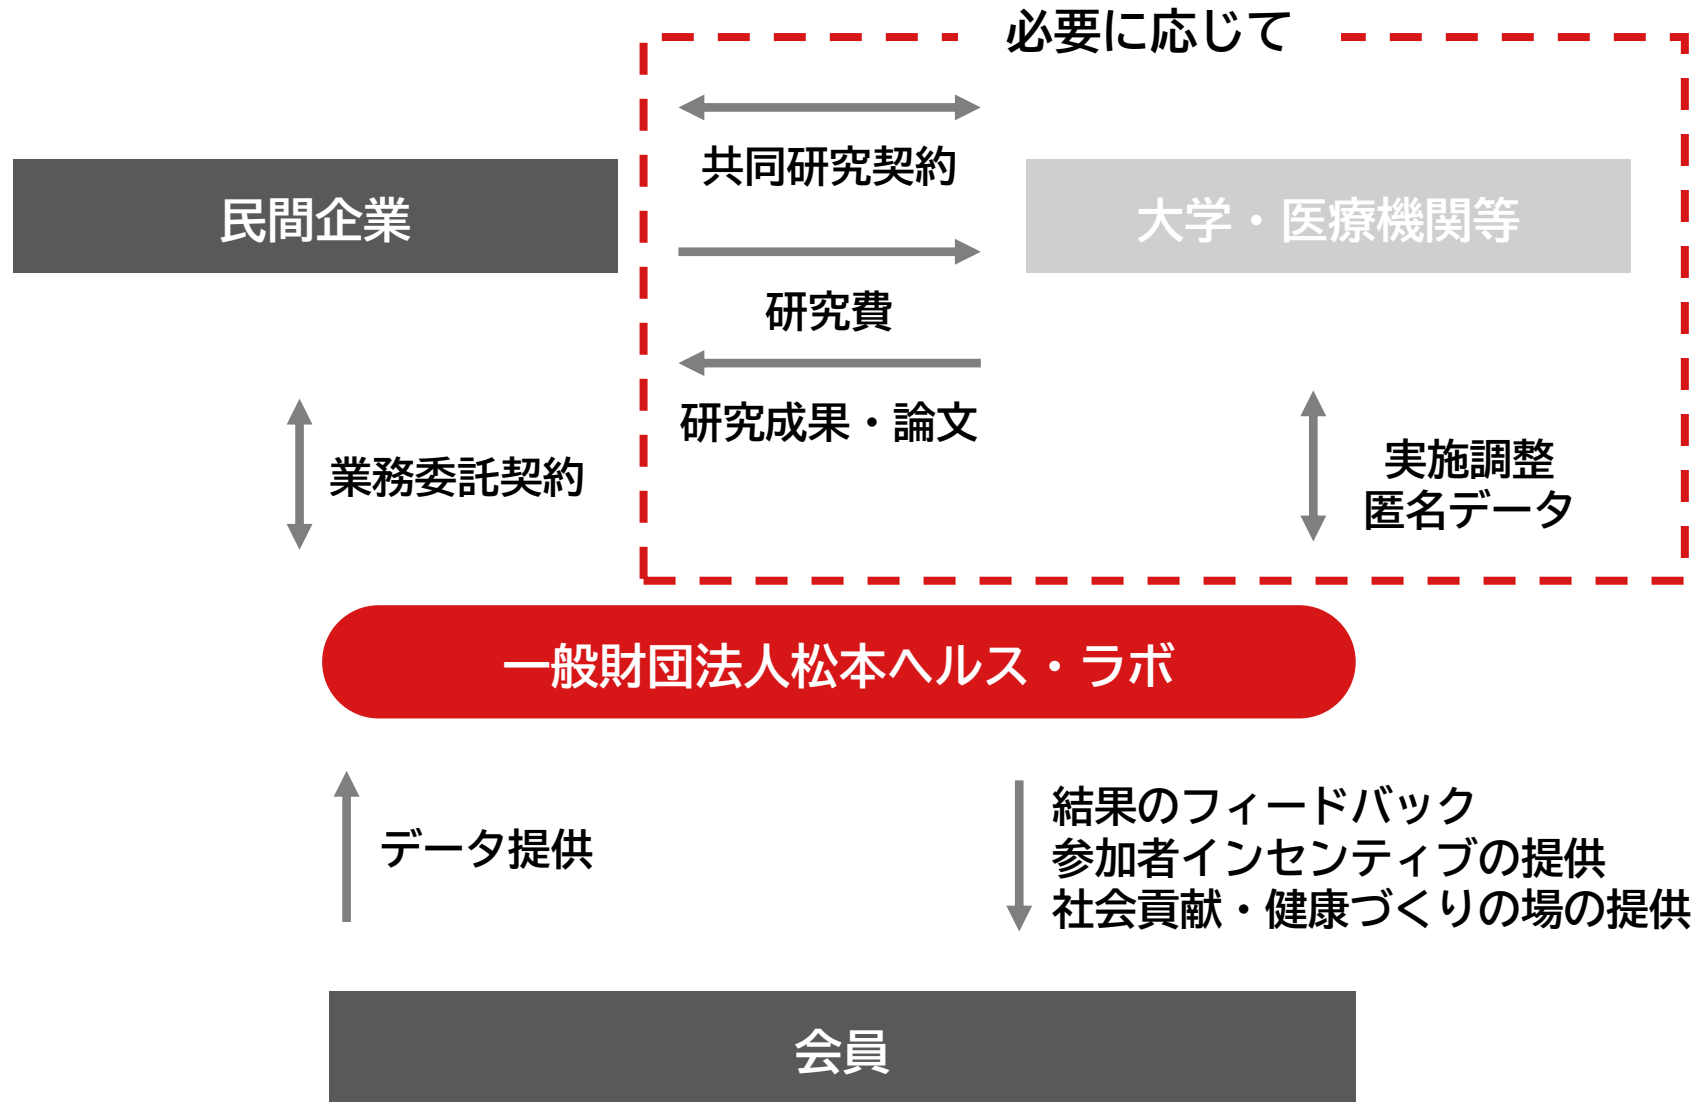 必要に応じて
共同研究契約
民間企業
大学・医療機関等
研究費
研究成果・論文
業務委託契約
実施調整
匿名データ
一般財団法人松本ヘルス・ラボ
データ提供
結果のフィードバック
参加者インセンティブの提供
社会貢献・健康づくりの場の提供
会員